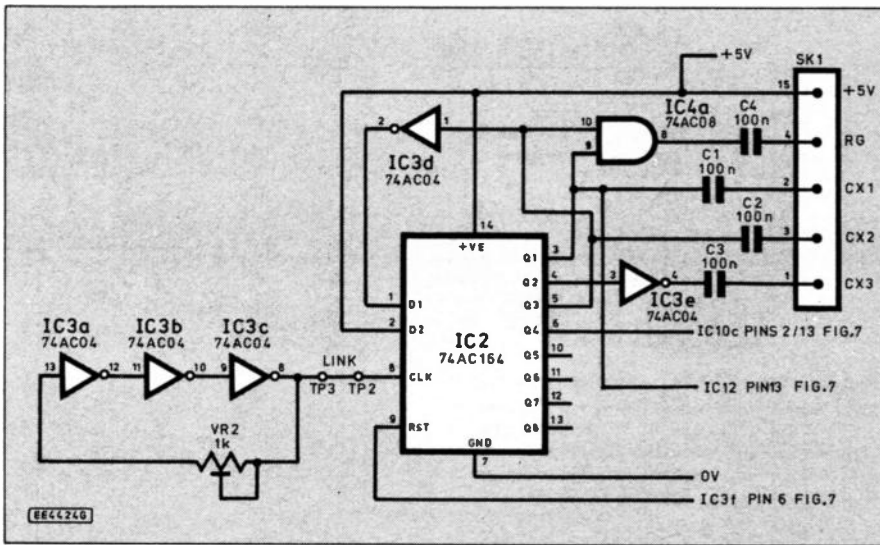 +5V
SK1
15
+5V
IC4a
74AC08
C4
100n
2
1
10
9
8
4
RG
IC3d
74AC04
C1
100n
2
CX1
C2
100n
14
+VE
3
CX2
Q1
3
C3
100n
Q2
4
3
4
1
CX3
1
D1
Q3
5
IC3e
74AC04
IC3a
74AC04
IC3b
74AC04
IC3c
74AC04
2
D2
IC2
74AC164
Q4
6
IC10c PINS 2/13 FIG.7
LINK
Q5
10
13
12
11
10
9
8
TP3
TP2
CLK
Q6
11
IC12 PIN13 FIG.7
VR2
1k
9
RST
Q7
12
Q8
13
GND
7
0V
IC3f PIN 6 FIG.7
EE4424G